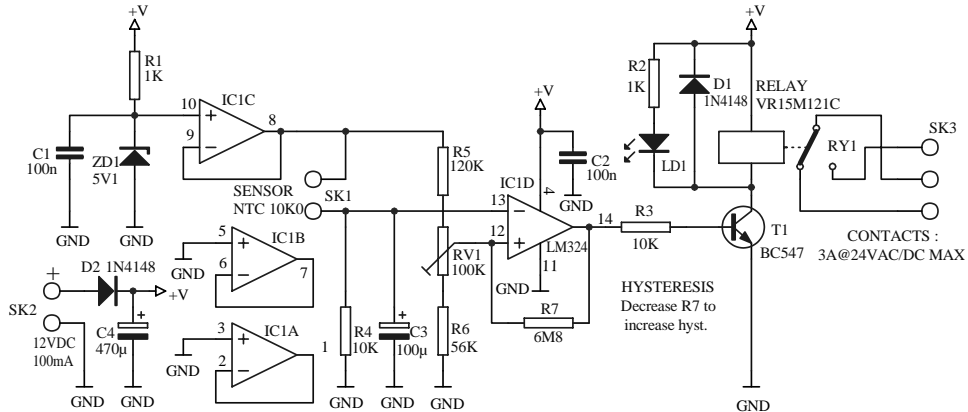 +V
+V
R1
1K
R2
1K
D1
1N4148
RELAY
VR15M121C
+V
IC1C
10
9
8
C1
100n
ZD1
5V1
R5
120K
C2
100n
LD1
RY1
SK3
SENSOR
NTC 10K0
SK1
IC1D
4
13
12
14
11
LM324
R3
10K
T1
BC547
CONTACTS :
3A@24VAC/DC MAX
GND
GND
GND
GND
5
6
7
IC1B
GND
RV1
100K
D2 1N4148
+
+V
SK2
12VDC
100mA
C4
470µ
+
HYSTERESIS
Decrease R7 to
increase hyst.
R7
6M8
3
2
1
IC1A
GND
R4
10K
+
C3
100µ
R6
56K
GND
GND
GND
GND
GND
GND